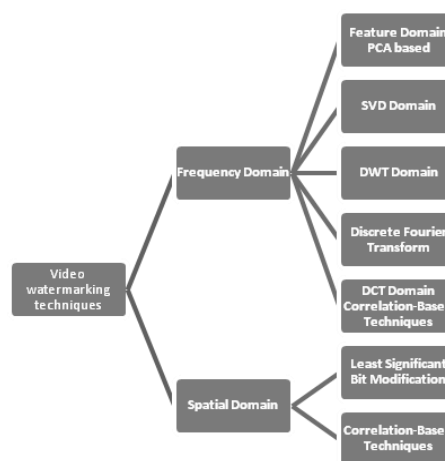 Feature Domain
PCA based
SVD Domain
Frequency Domain
DWT Domain
Discrete Fourier
Transform
Video
watermarking
techniques
DCT Domain
Correlation-Base
Techniques
Least Significant
Bit Modification
Spatial Domain
Correlation-Base
Techniques